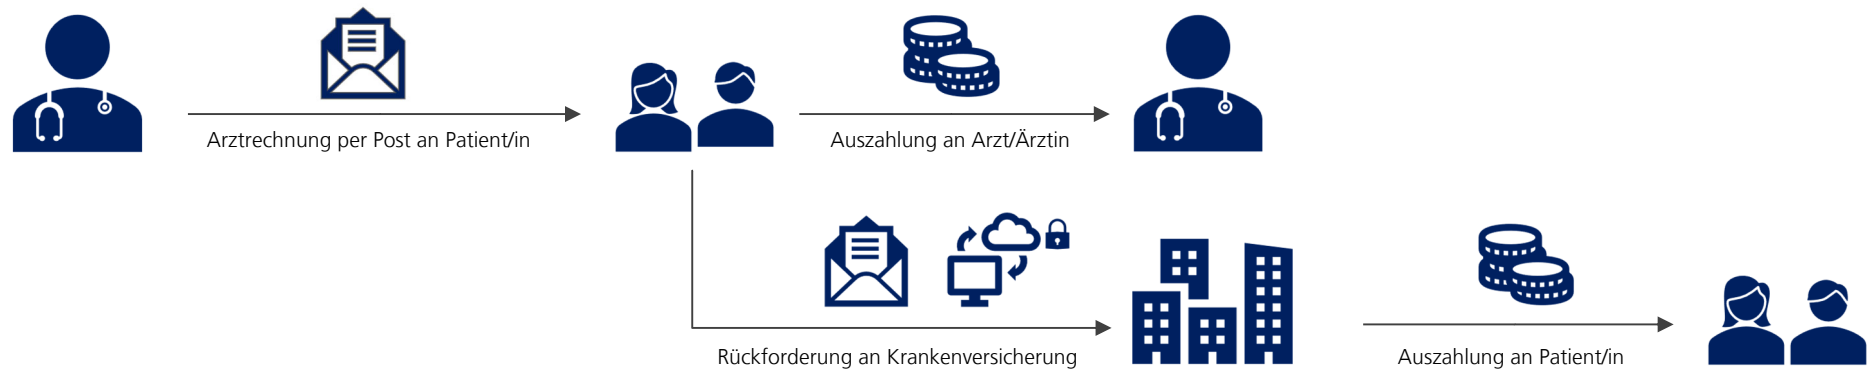 Arztrechnung per Post an Patient/in
Auszahlung an Arzt/Ärztin
Rückforderung an Krankenversicherung
Auszahlung an Patient/in